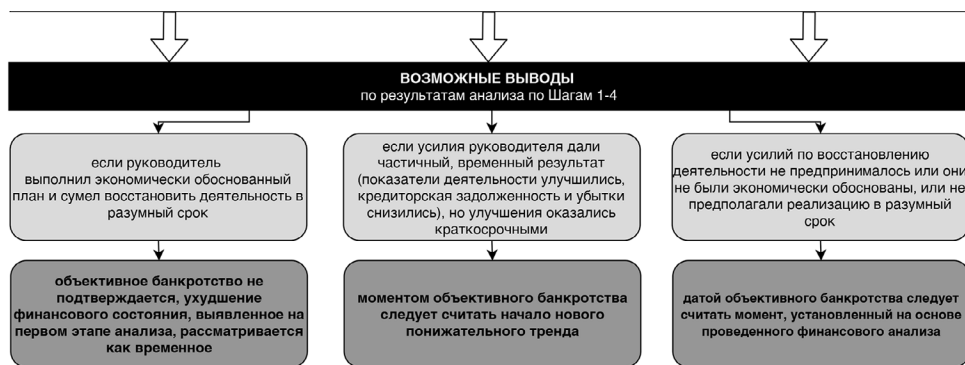 ВОЗМОЖНЫЕ ВЫВОДЫ
по результатам анализа по Шагам 1-4
если руководитель
выполнил экономически обоснованный
план и сумел восстановить деятельность в
разумный срок
если усилия руководителя дали
частичный, временный результат
(показатели деятельности улучшились,
кредиторская задолженность и убытки
снизились), но улучшения оказались
краткосрочными
если усилий по восстановлению
деятельности не предпринималось или они
не были экономически обоснованы, или не
предполагали реализацию в разумный
срок
объективное банкротство не
подтверждается, ухудшение
финансового состояния, выявленное на
первом этапе анализа, рассматривается
как временное
моментом объективного банкротства
следует считать начало нового
понижательного тренда
датой объективного банкротства следует
считать момент, установленный на основе
проведенного финансового анализа